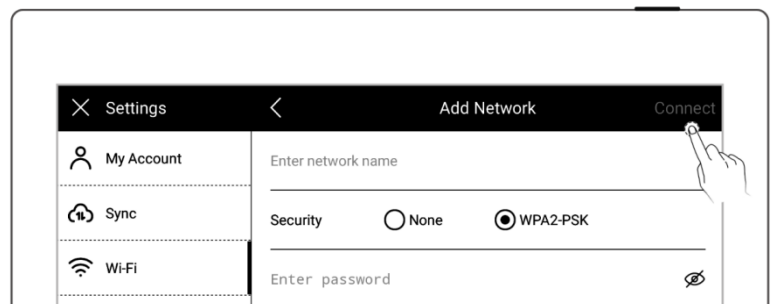 Settings
Add Network
Connect
My Account
Enter network name
Sync
Security
None
WPA2-PSK
Wi-Fi
Enter password